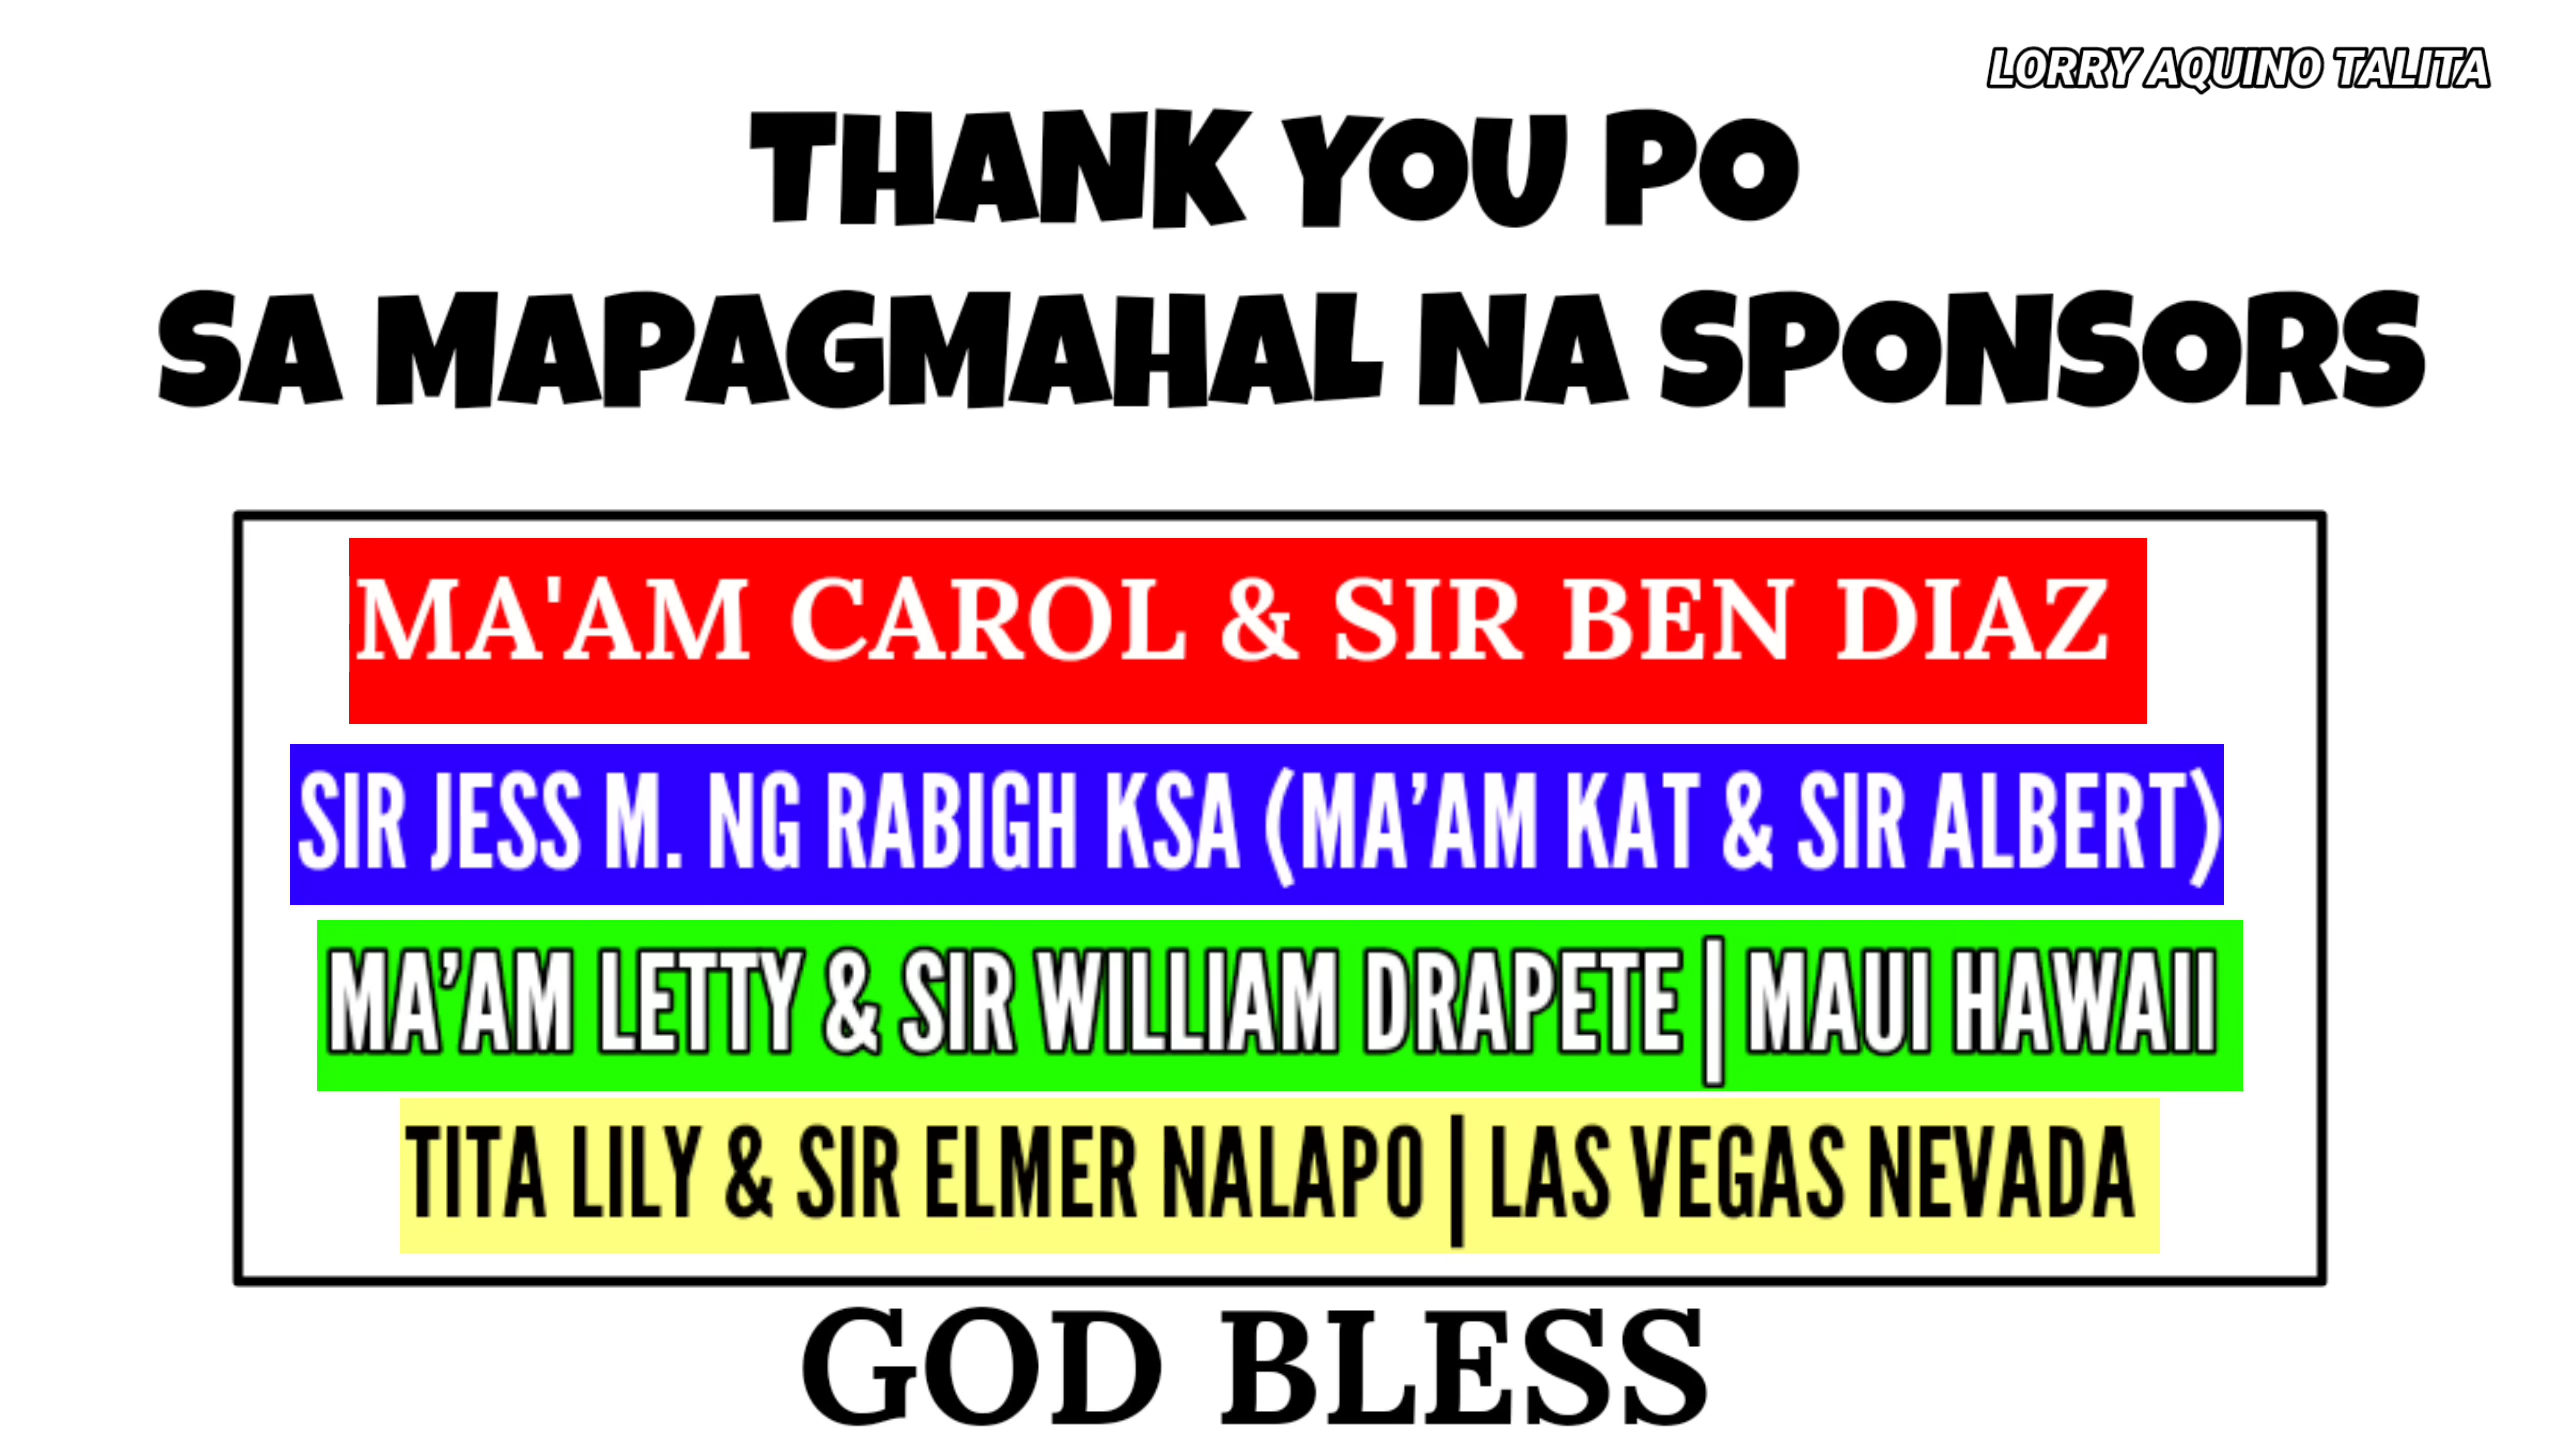 LORRY AQUINO TALITA
THANK YOU PO
SA MAPAGMAHAL NA SPONSORS
MA'AM CAROL & SIR BEN DIAZ
SIR JESS M. NG RABIGH KSA (MA’AM KAT & SIR ALBERT)
MA’AM LETTY & SIR WILLIAM DRAPETE | MAUI HAWAII
TITA LILY & SIR ELMER NALAPO | LAS VEGAS NEVADA
GOD BLESS